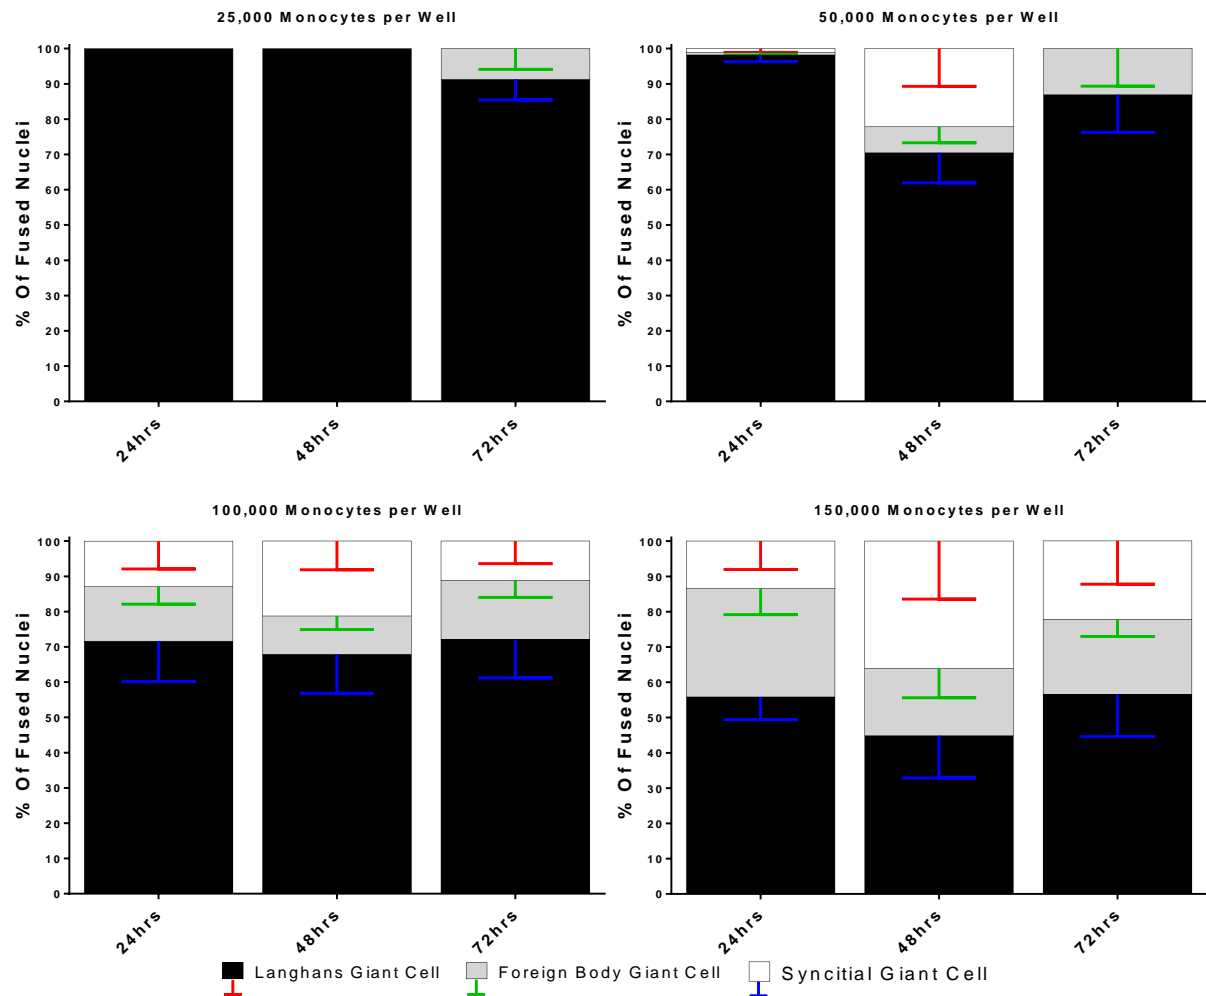 25,000 Monocytes per Well
% Of Fused Nuclei
100
90
80
70
60
50
40
30
20
10
0
24hrs
48hrs
72hrs
50,000 Monocytes per Well
% Of Fused Nuclei
100
90
80
70
60
50
40
30
20
10
0
24hrs
48hrs
72hrs
100,000 Monocytes per Well
% Of Fused Nuclei
100
90
80
70
60
50
40
30
20
10
0
24hrs
48hrs
72hrs
150,000 Monocytes per Well
% Of Fused Nuclei
100
90
80
70
60
50
40
30
20
10
0
24hrs
48hrs
72hrs
Langhans Giant Cell
Foreign Body Giant Cell
Syncitial Giant Cell